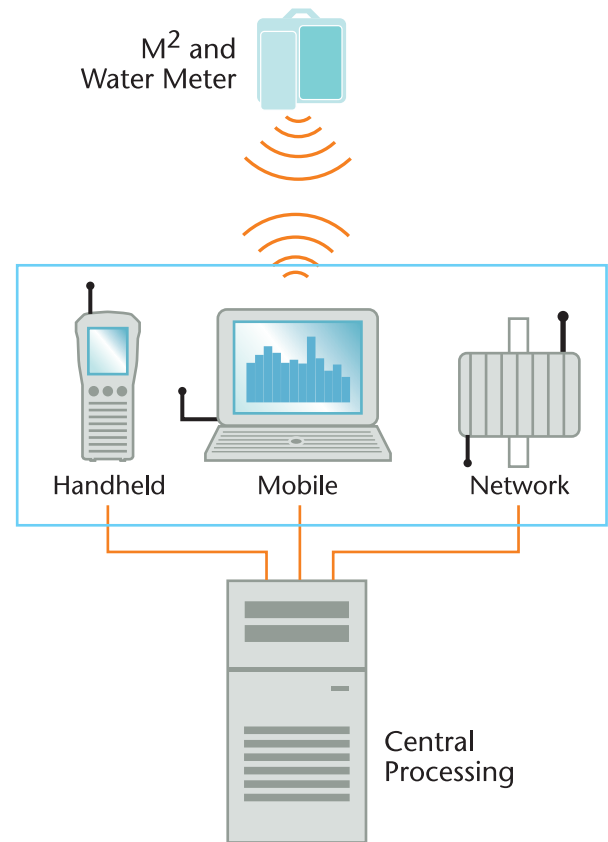 M² and
Water Meter
Handheld
Mobile
Network
Central
Processing